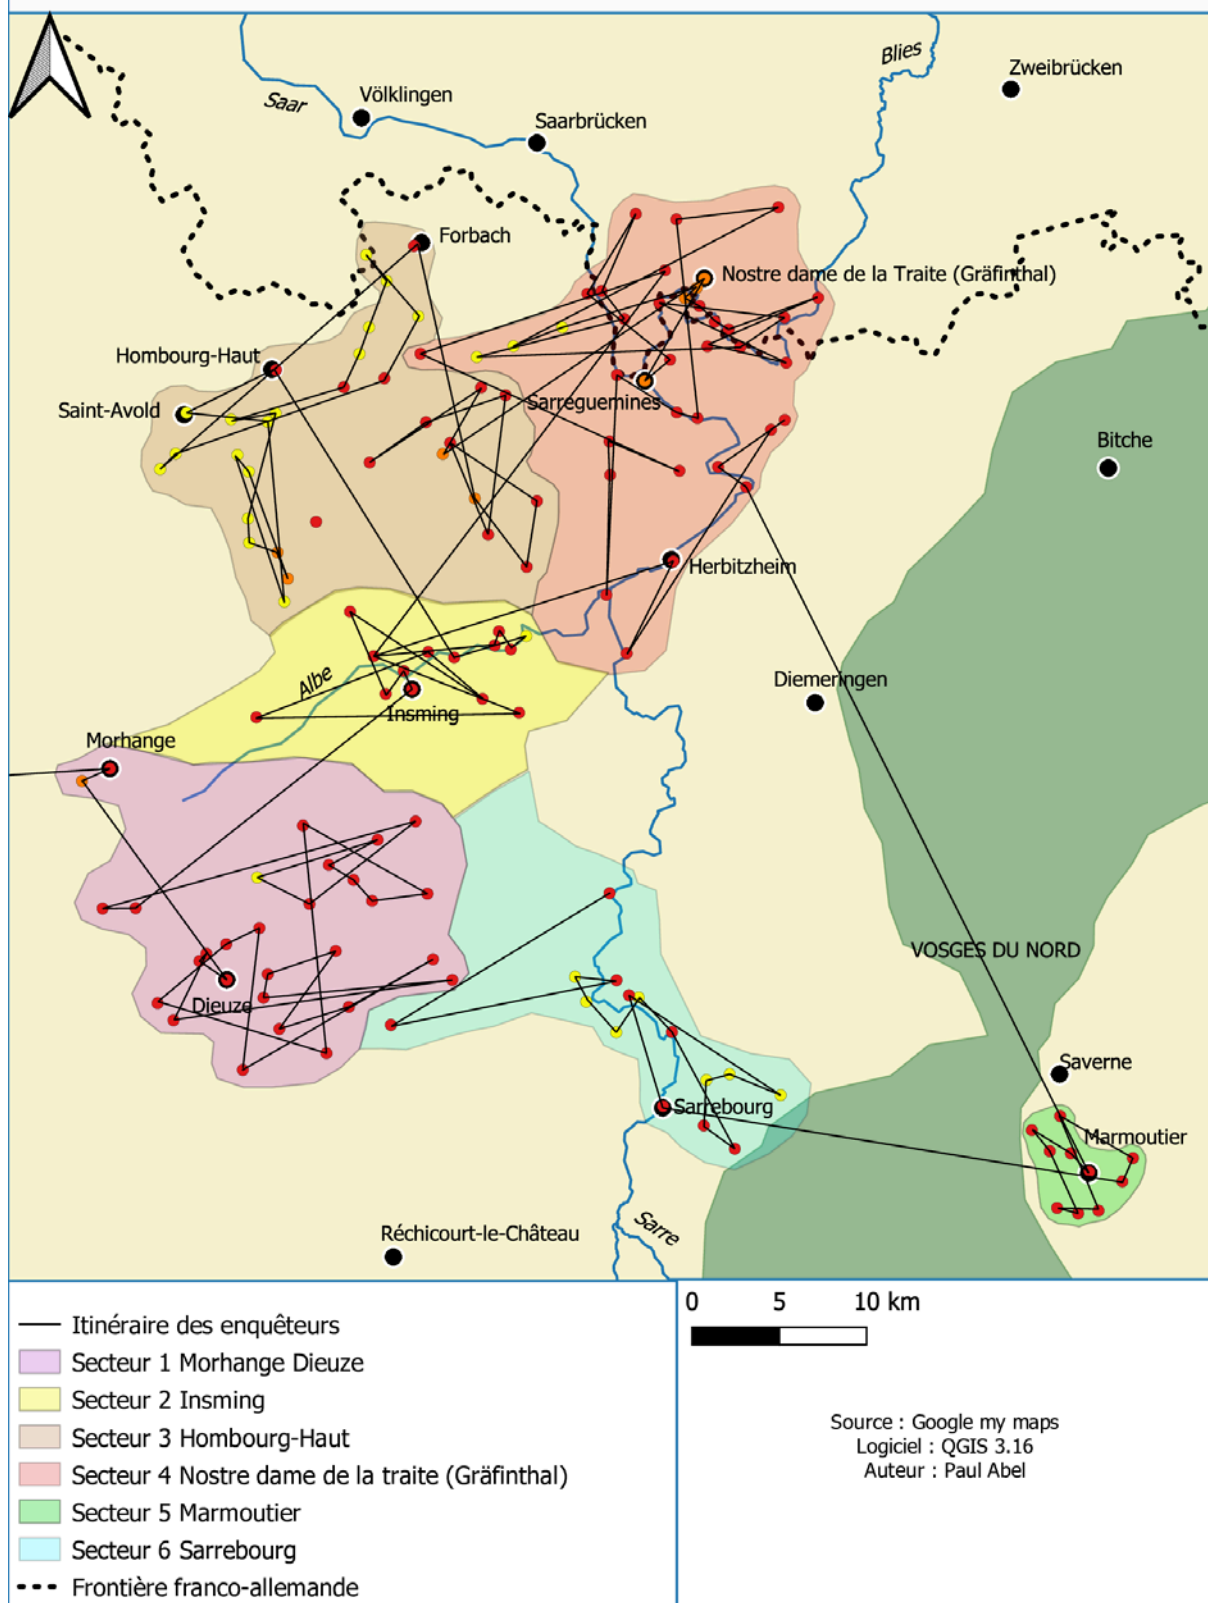 Blies
Zweibrücken
Völklingen
Saar
Saarbrücken
Forbach
Nostre dame de la Traite (Gräfinthal)
Hombourg-Haut
Saint-Avold
Sarreguemines
Bitche
Herbitzheim
Albe
Diemeringen
Insming
Morhange
VOSGES DU NORD
Dieuze
Saverne
Sarrebourg
Marmoutier
Sarre
Réchicourt-le-Château
Itinéraire des enquêteurs
Secteur 1 Morhange Dieuze
Secteur 2 Insming
Secteur 3 Hombourg-Haut
Secteur 4 Nostre dame de la traite (Gräfinthal)
Secteur 5 Marmoutier
Secteur 6 Sarrebourg
Frontière franco-allemande
0 5 10 km
Source : Google my maps
Logiciel : QGIS 3.16
Auteur : Paul Abel